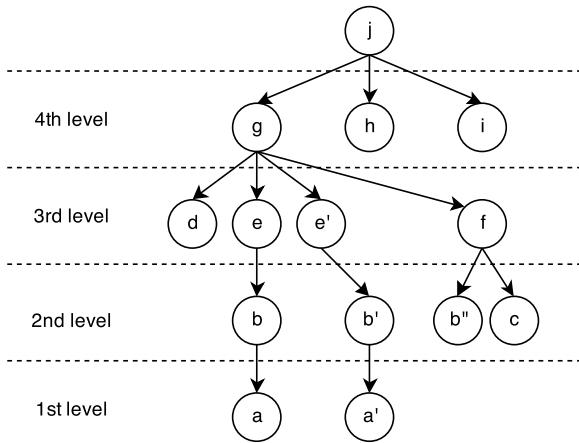 j
4th level
g
h
i
3rd level
d
e
e'
f
2nd level
b
b'
b"
c
1st level
a
a'